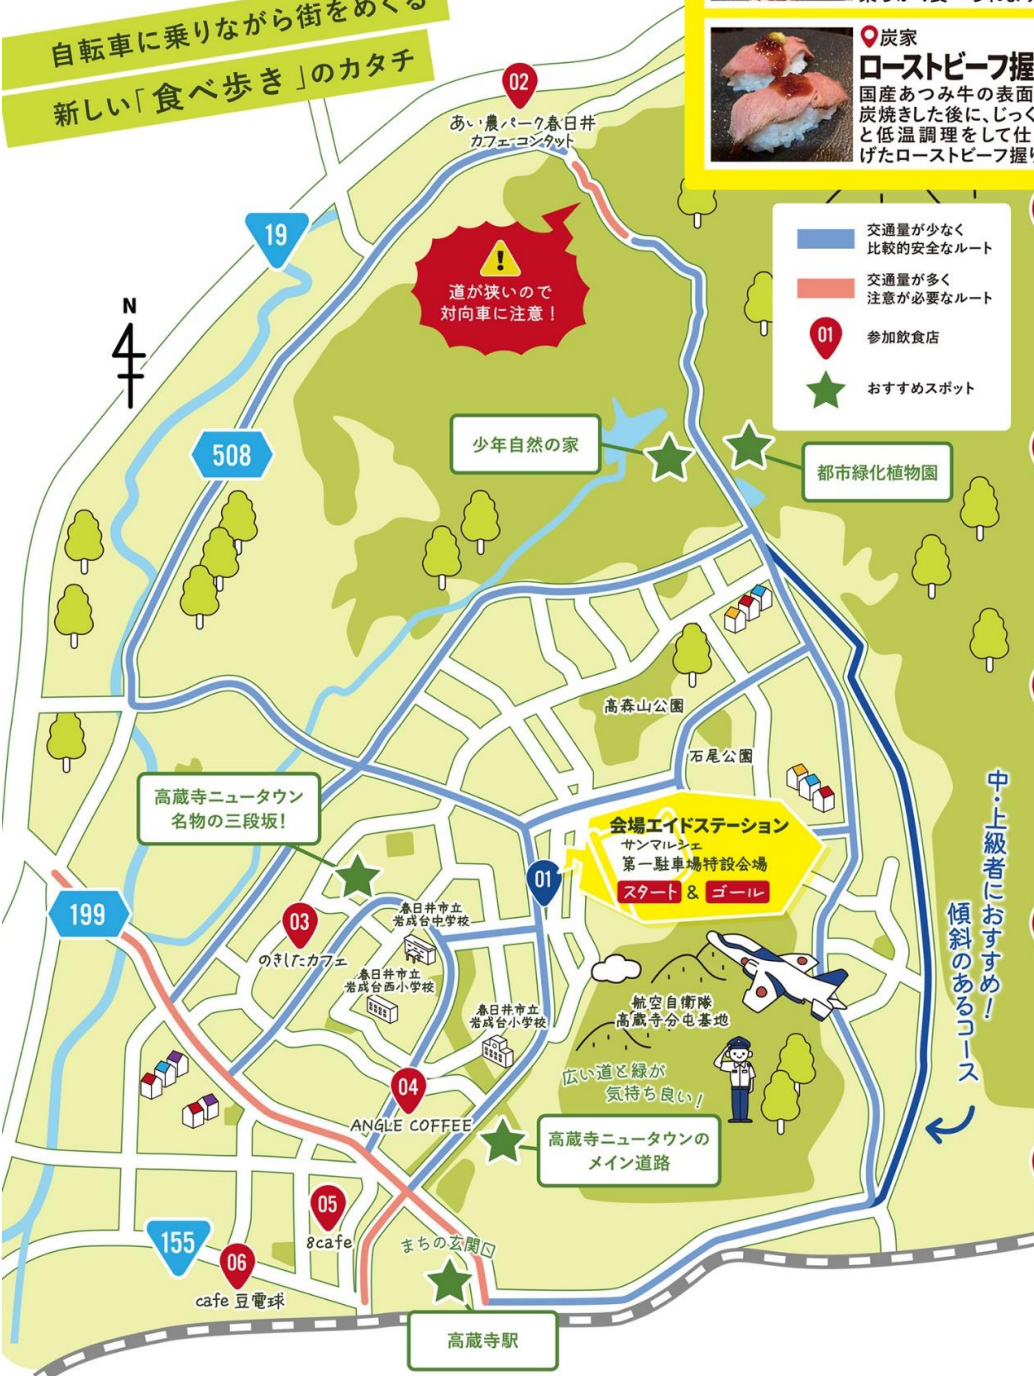 自転車に乗りながら街をめぐる
新しい「食べ歩き」のカタチ
炭家
ローストビーフ握
国産あつみ牛の表面
炭焼きした後に、じっく
と低温調理をして仕
げたローストビーフ握り
02
あい農パーク春日井
カフェコンタット
19
N
!
道が狭いので
対向車に注意！
交通量が少なく
比較的安全なルート
交通量が多く
注意が必要なルート
01
参加飲食店
おすすめスポット
508
少年自然の家
都市緑化植物園
高森山公園
石尾公園
高蔵寺ニュータウン
名物の三段坂！
会場エイドステーション
サンマルシェ
第一駐車場特設会場
スタート & ゴール
01
中・上級者におすすめ！
傾斜のあるコース
199
03
のきしたカフェ
春日井市立
岩成台中学校
春日井市立
岩成台西小学校
春日井市立
岩成台小学校
航空自衛隊
高蔵寺分屯基地
広い道と緑が
気持ち良い！
04
ANGLE COFFEE
高蔵寺ニュータウンの
メイン道路
05
8cafe
まちの玄関口
155
06
cafe 豆電球
高蔵寺駅